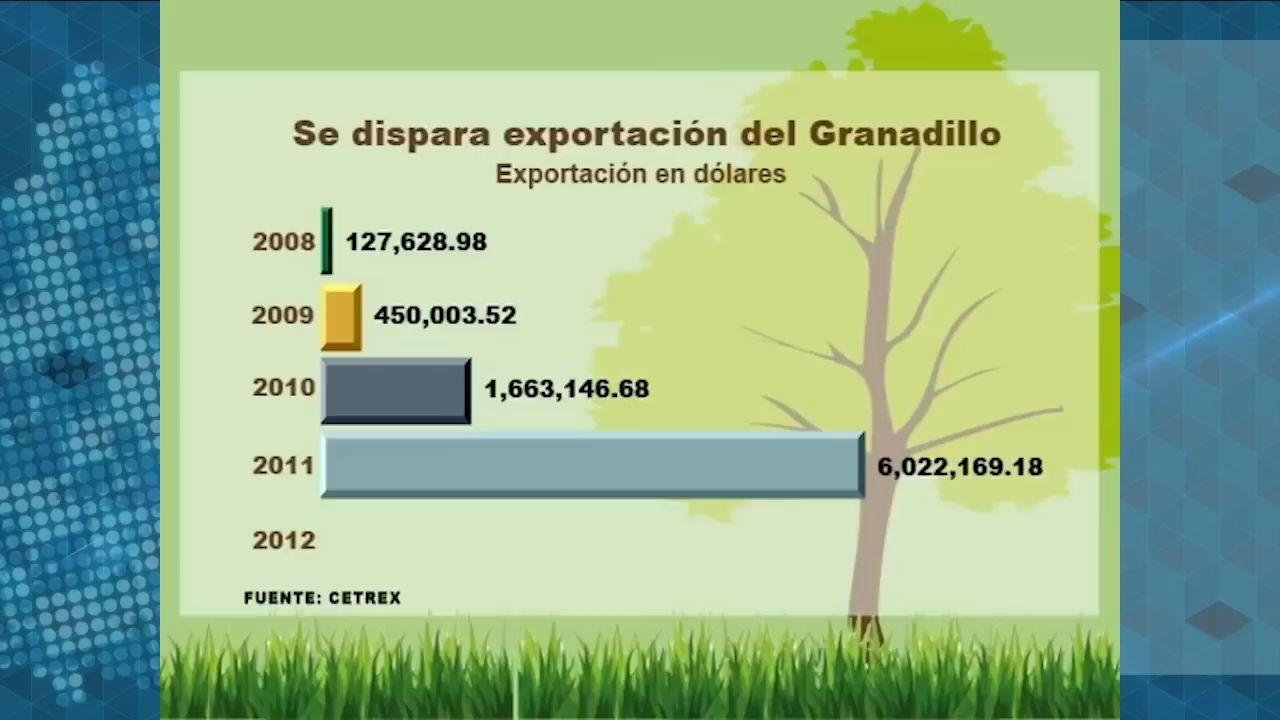 Se dispara exportación del Granadillo
Exportación en dólares
2008 127,628.98
2009 450,003.52
2010 1,663,146.68
2011 6,022,169.18
2012
FUENTE: CETREX